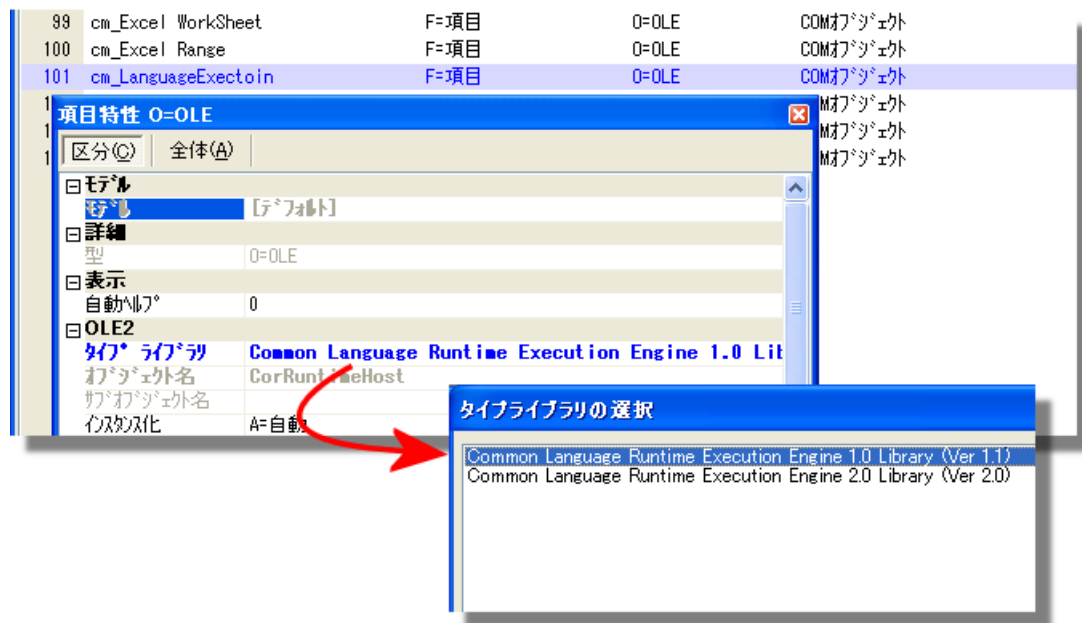 99 cm_Excel WorkSheet F=項目 O=OLE COMｵﾌﾞｼﾞｪｸﾄ
100 cm_Excel Range F=項目 O=OLE COMｵﾌﾞｼﾞｪｸﾄ
101 cm_LanguageExectoin F=項目 O=OLE COMｵﾌﾞｼﾞｪｸﾄ
1 Mｵﾌﾞｼﾞｪｸﾄ
1 Mｵﾌﾞｼﾞｪｸﾄ
1 Mｵﾌﾞｼﾞｪｸﾄ
項目特性 O=OLE
区分(C) 全体(A)
ﾓﾃﾞﾙ
ﾓﾃﾞﾙ [ﾃﾞﾌｫﾙﾄ]
詳細
型 O=OLE
表示
自動ﾍﾙﾌﾟ 0
OLE2
ﾀｲﾌﾟ ﾗｲﾌﾞﾗﾘ Common Language Runtime Execution Engine 1.0 Lib
ｵﾌﾞｼﾞｪｸﾄ名 CorRuntimeHost
ｻﾌﾞｵﾌﾞｼﾞｪｸﾄ名
ｲﾝｽﾀﾝｽ化 A=自動
タイプライブラリの選択
Common Language Runtime Execution Engine 1.0 Library (Ver 1.1)
Common Language Runtime Execution Engine 2.0 Library (Ver 2.0)